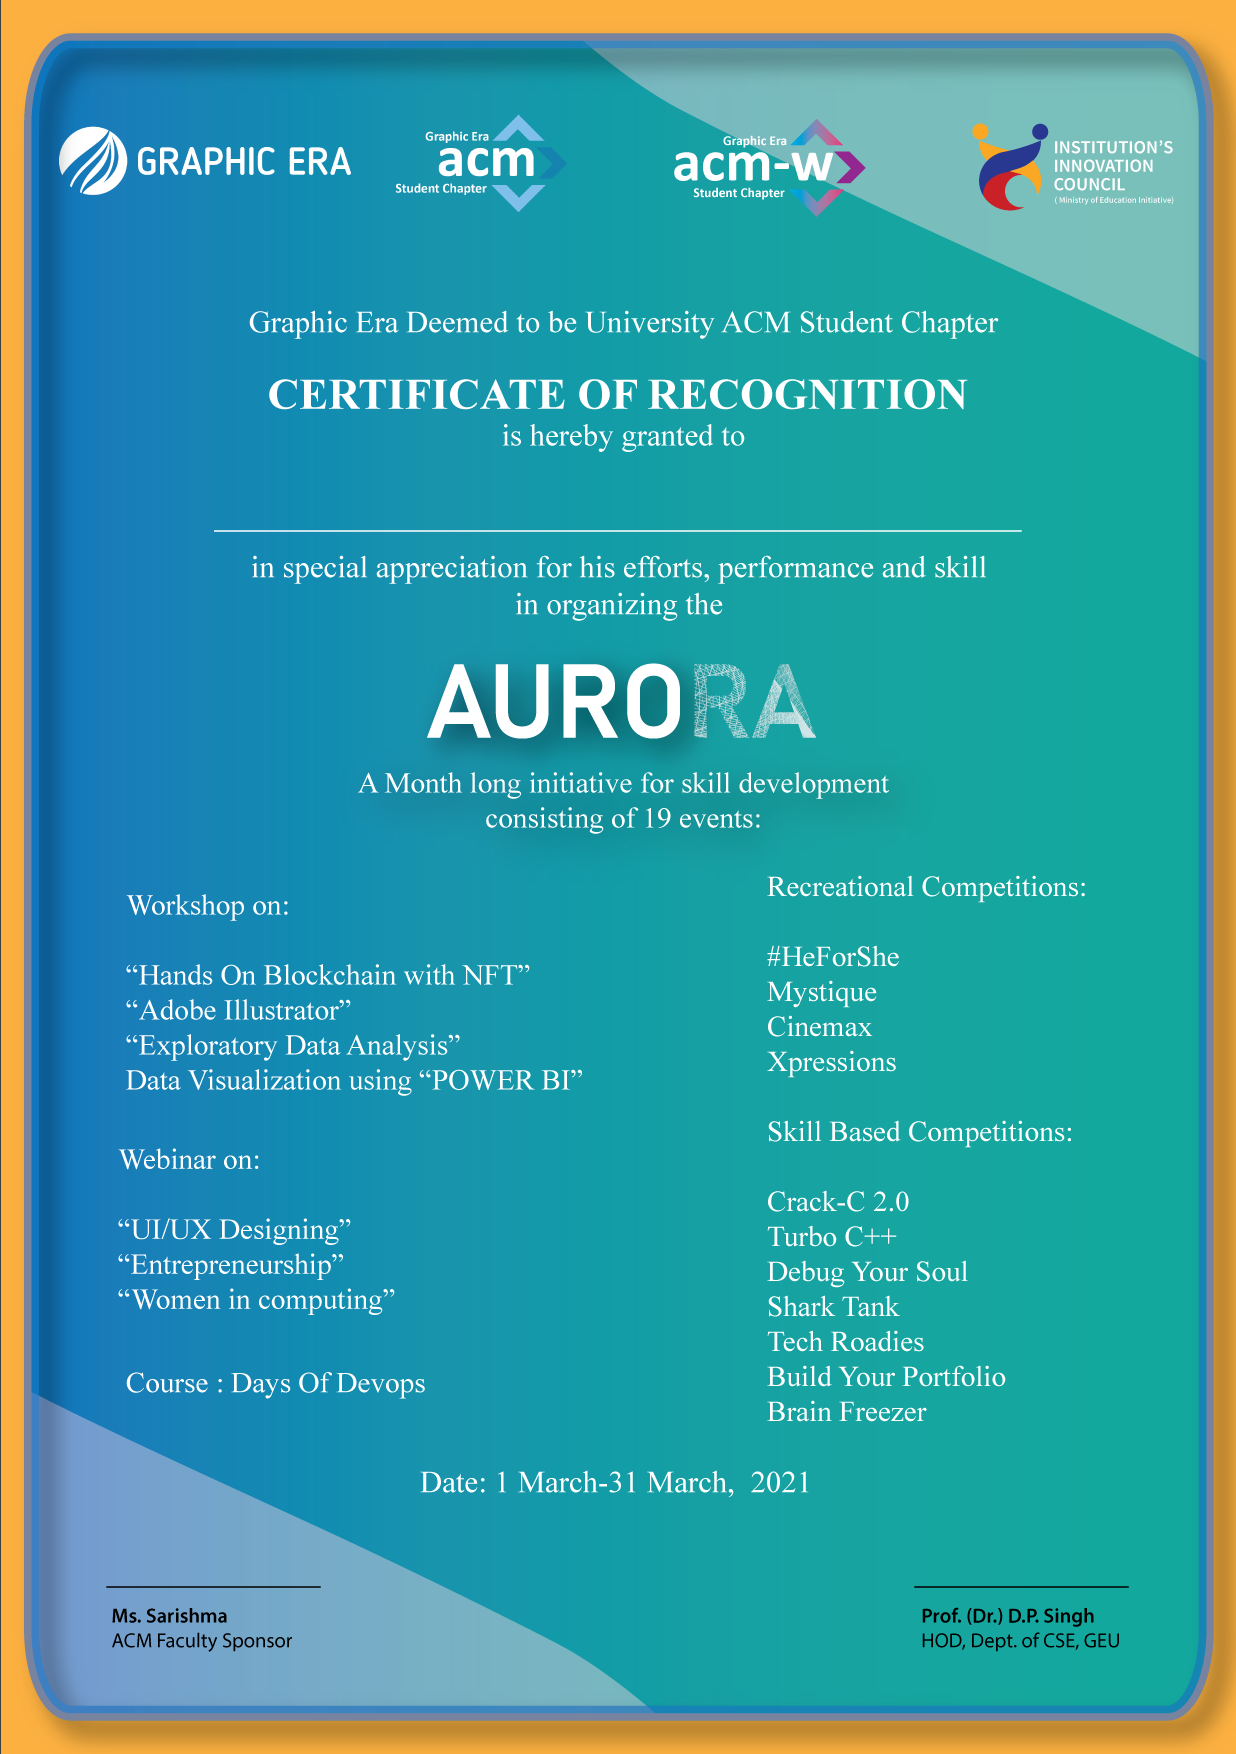 GRAPHIC ERA
Graphic Era
acm
Student Chapter
Graphic Era
acm-w
Student Chapter
INSTITUTION'S
INNOVATION
COUNCIL
( Ministry of Education Initiative)
Graphic Era Deemed to be University ACM Student Chapter
CERTIFICATE OF RECOGNITION
is hereby granted to
in special appreciation for his efforts, performance and skill
in organizing the
AURORA
A Month long initiative for skill development
consisting of 19 events:
Workshop on:
“Hands On Blockchain with NFT”
“Adobe Illustrator”
“Exploratory Data Analysis”
Data Visualization using “POWER BI”
Webinar on:
“UI/UX Designing”
“Entrepreneurship”
“Women in computing”
Course : Days Of Devops
Recreational Competitions:
#HeForShe
Mystique
Cinemax
Xpressions
Skill Based Competitions:
Crack-C 2.0
Turbo C++
Debug Your Soul
Shark Tank
Tech Roadies
Build Your Portfolio
Brain Freezer
Date: 1 March-31 March, 2021
Ms. Sarishma
ACM Faculty Sponsor
Prof. (Dr.) D.P. Singh
HOD, Dept. of CSE, GEU